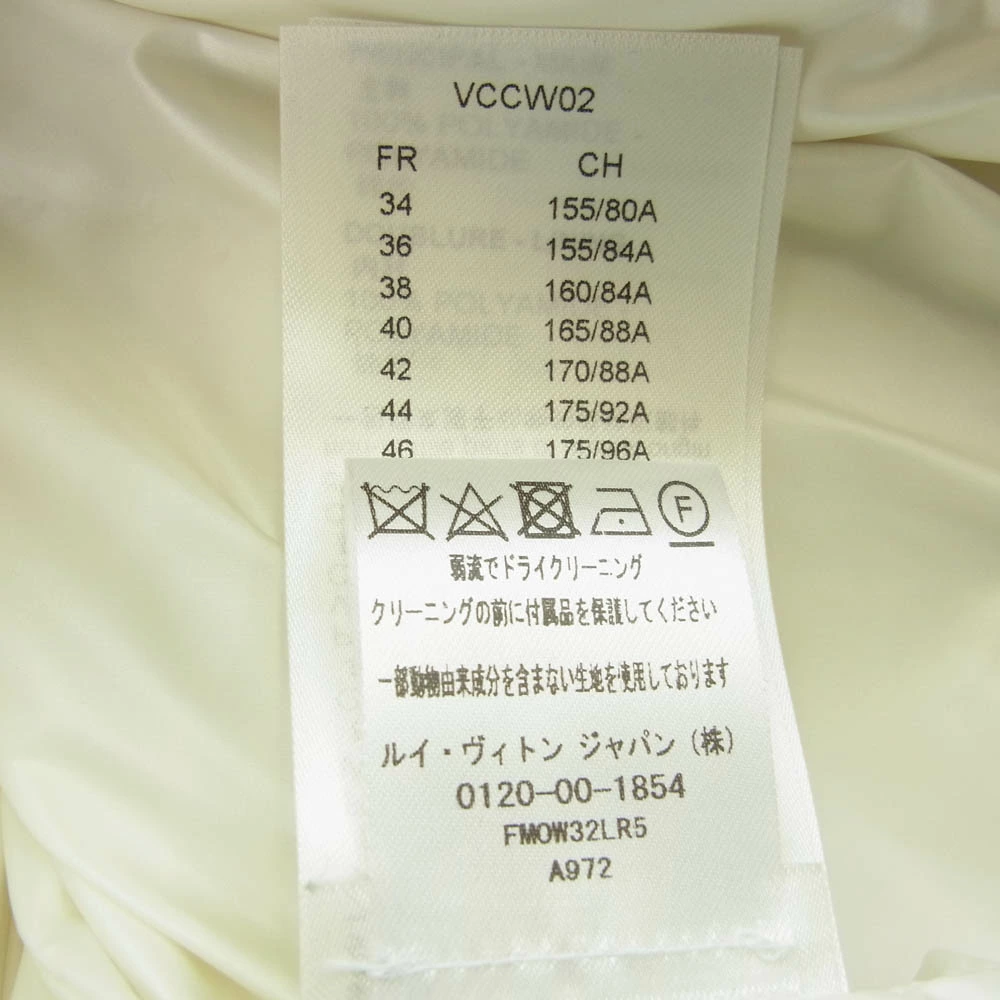 VCCW02
FR CH
34 155/80A
36 155/84A
38 160/84A
40 165/88A
42 170/88A
44 175/92A
46 175/96A
F
弱流でドライクリーニング
クリーニングの前に付属品を保護してください
一部動物由来成分を含まない生地を使用しております
ルイ・ヴィトン ジャパン (株)
0120-00-1854
FMOW32LR5
A972